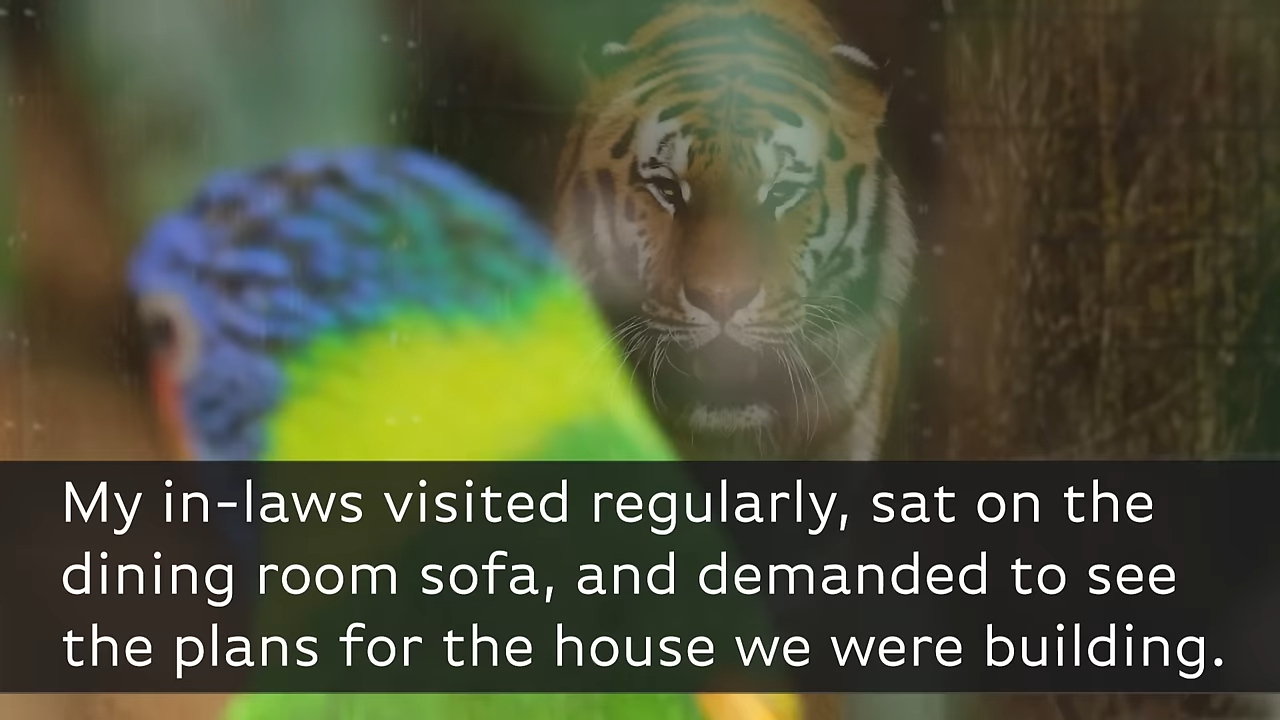 My in-laws visited regularly, sat on the
dining room sofa, and demanded to see
the plans for the house we were building.